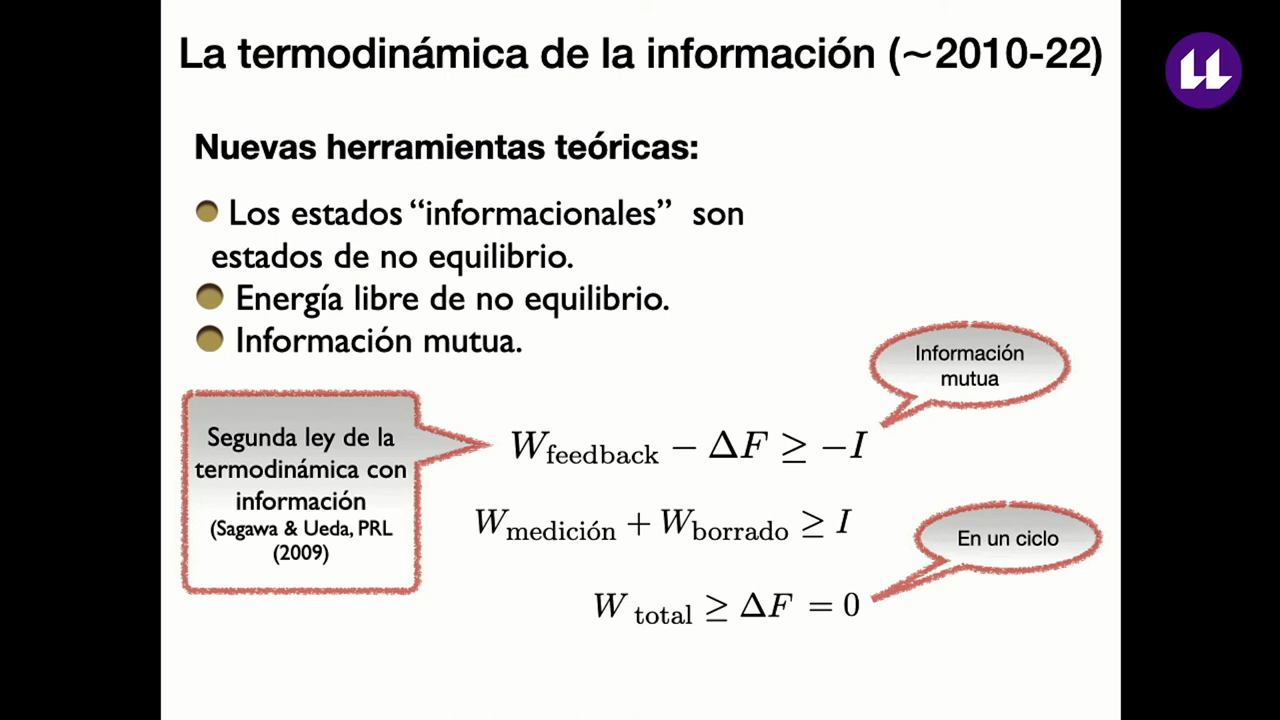 La termodinámica de la información (~2010-22)
Nuevas herramientas teóricas:
Los estados “informacionales” son
estados de no equilibrio.
Energía libre de no equilibrio.
Información mutua.
Información
mutua
Segunda ley de la
termodinámica con
información
(Sagawa & Ueda, PRL
(2009)
W_feedback − ΔF ≥ −I
W_medición + W_borrado ≥ I
En un ciclo
W_total ≥ ΔF = 0